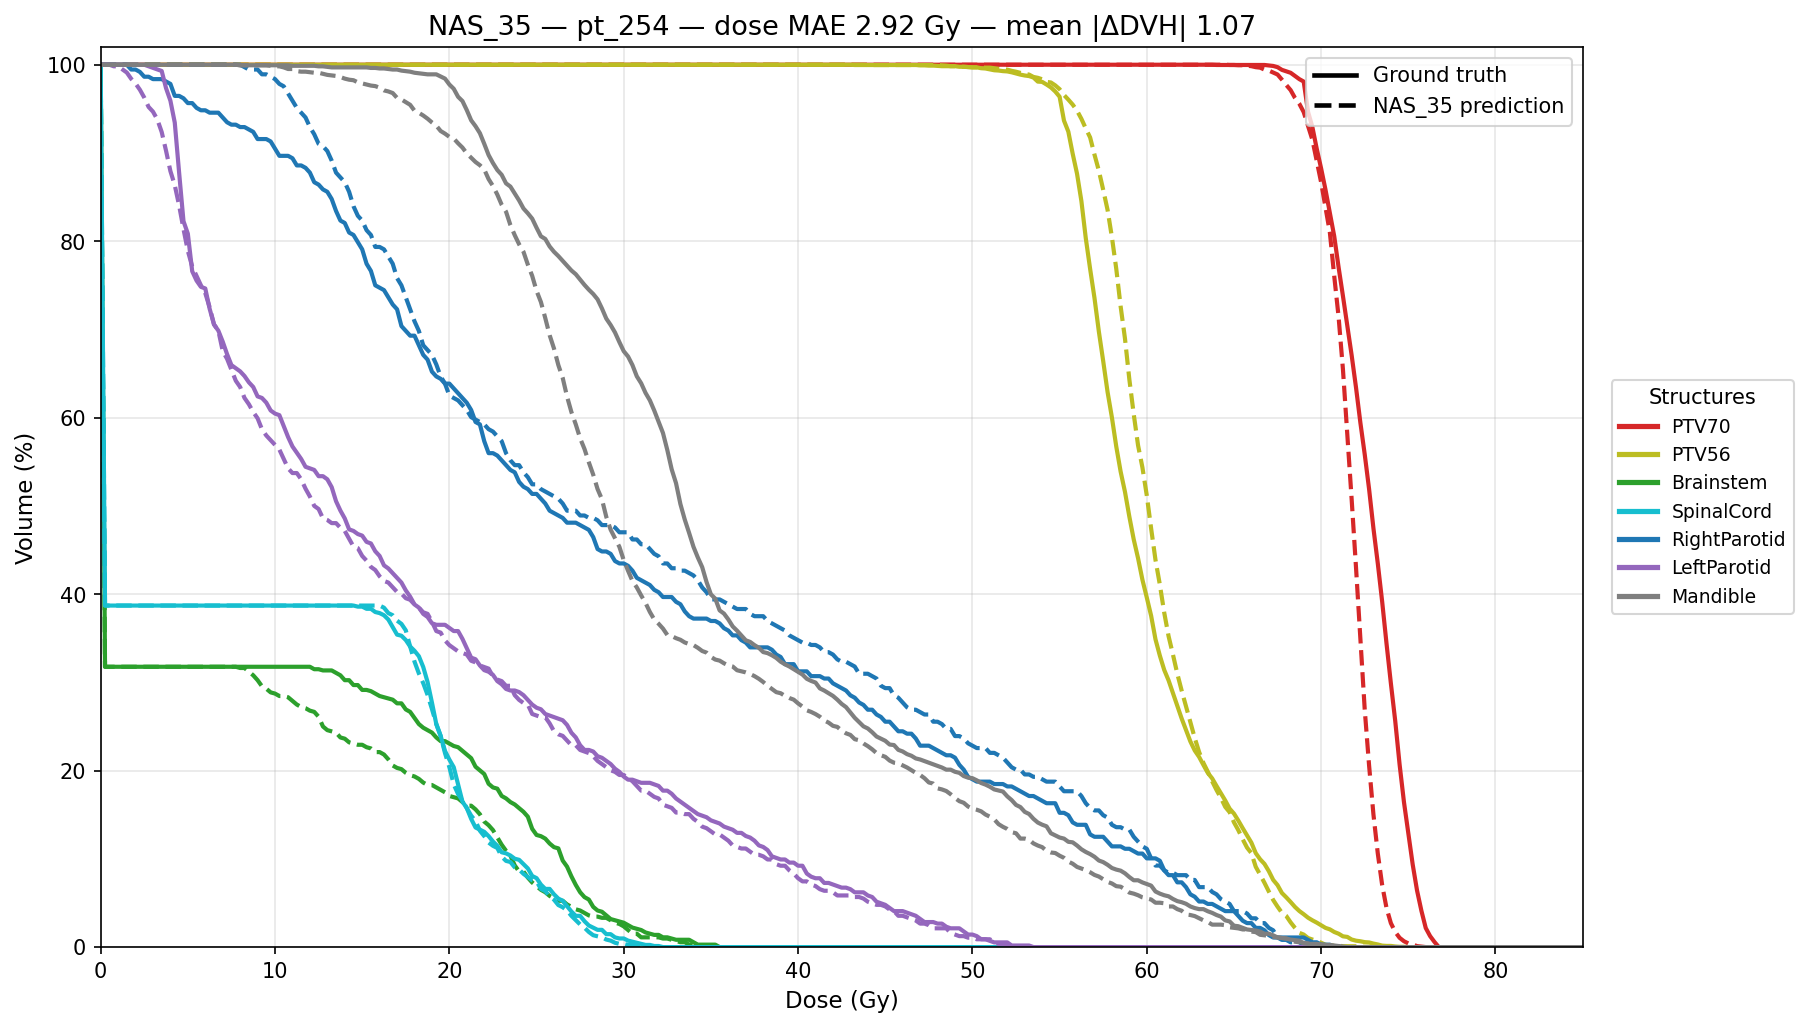 NAS_35 — pt_254 — dose MAE 2.92 Gy — mean |ΔDVH| 1.07
Ground truth
NAS_35 prediction
Volume (%)
100
80
60
40
20
0
0 10 20 30 40 50 60 70 80
Dose (Gy)
Structures
PTV70
PTV56
Brainstem
SpinalCord
RightParotid
LeftParotid
Mandible